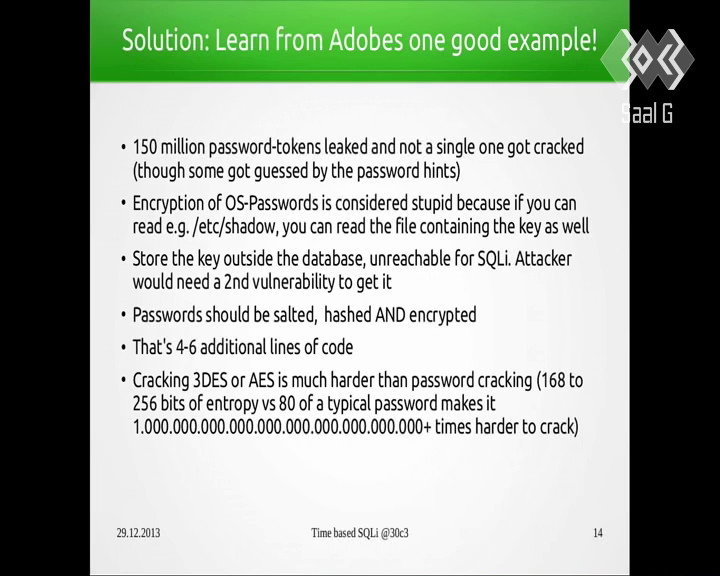 Solution: Learn from Adobes one good example!
Saal G
• 150 million password-tokens leaked and not a single one got cracked
(though some got guessed by the password hints)
• Encryption of OS-Passwords is considered stupid because if you can
read e.g. /etc/shadow, you can read the file containing the key as well
• Store the key outside the database, unreachable for SQLi. Attacker
would need a 2nd vulnerability to get it
• Passwords should be salted, hashed AND encrypted
• That's 4-6 additional lines of code
• Cracking 3DES or AES is much harder than password cracking (168 to
256 bits of entropy vs 80 of a typical password makes it
1.000.000.000.000.000.000.000.000.000.000+ times harder to crack)
29.12.2013
Time based SQLi @30c3
14